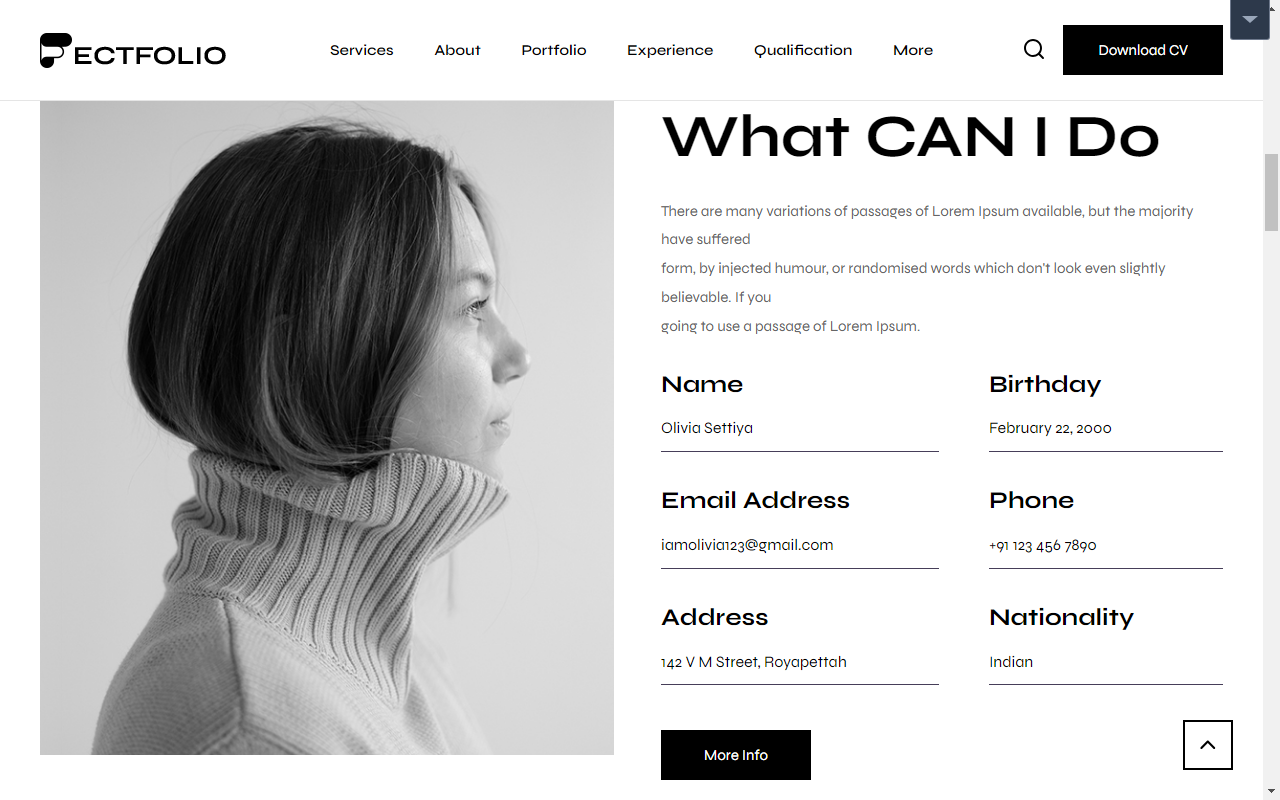 PECTFOLIO
Services
About
Portfolio
Experience
Qualification
More
Download CV
What CAN I Do
There are many variations of passages of Lorem Ipsum available, but the majority
have suffered
form, by injected humour, or randomised words which don't look even slightly
believable. If you
going to use a passage of Lorem Ipsum.
Name
Olivia Settiya
Birthday
February 22, 2000
Email Address
iamolivia123@gmail.com
Phone
+91 123 456 7890
Address
142 V M Street, Royapettah
Nationality
Indian
More Info